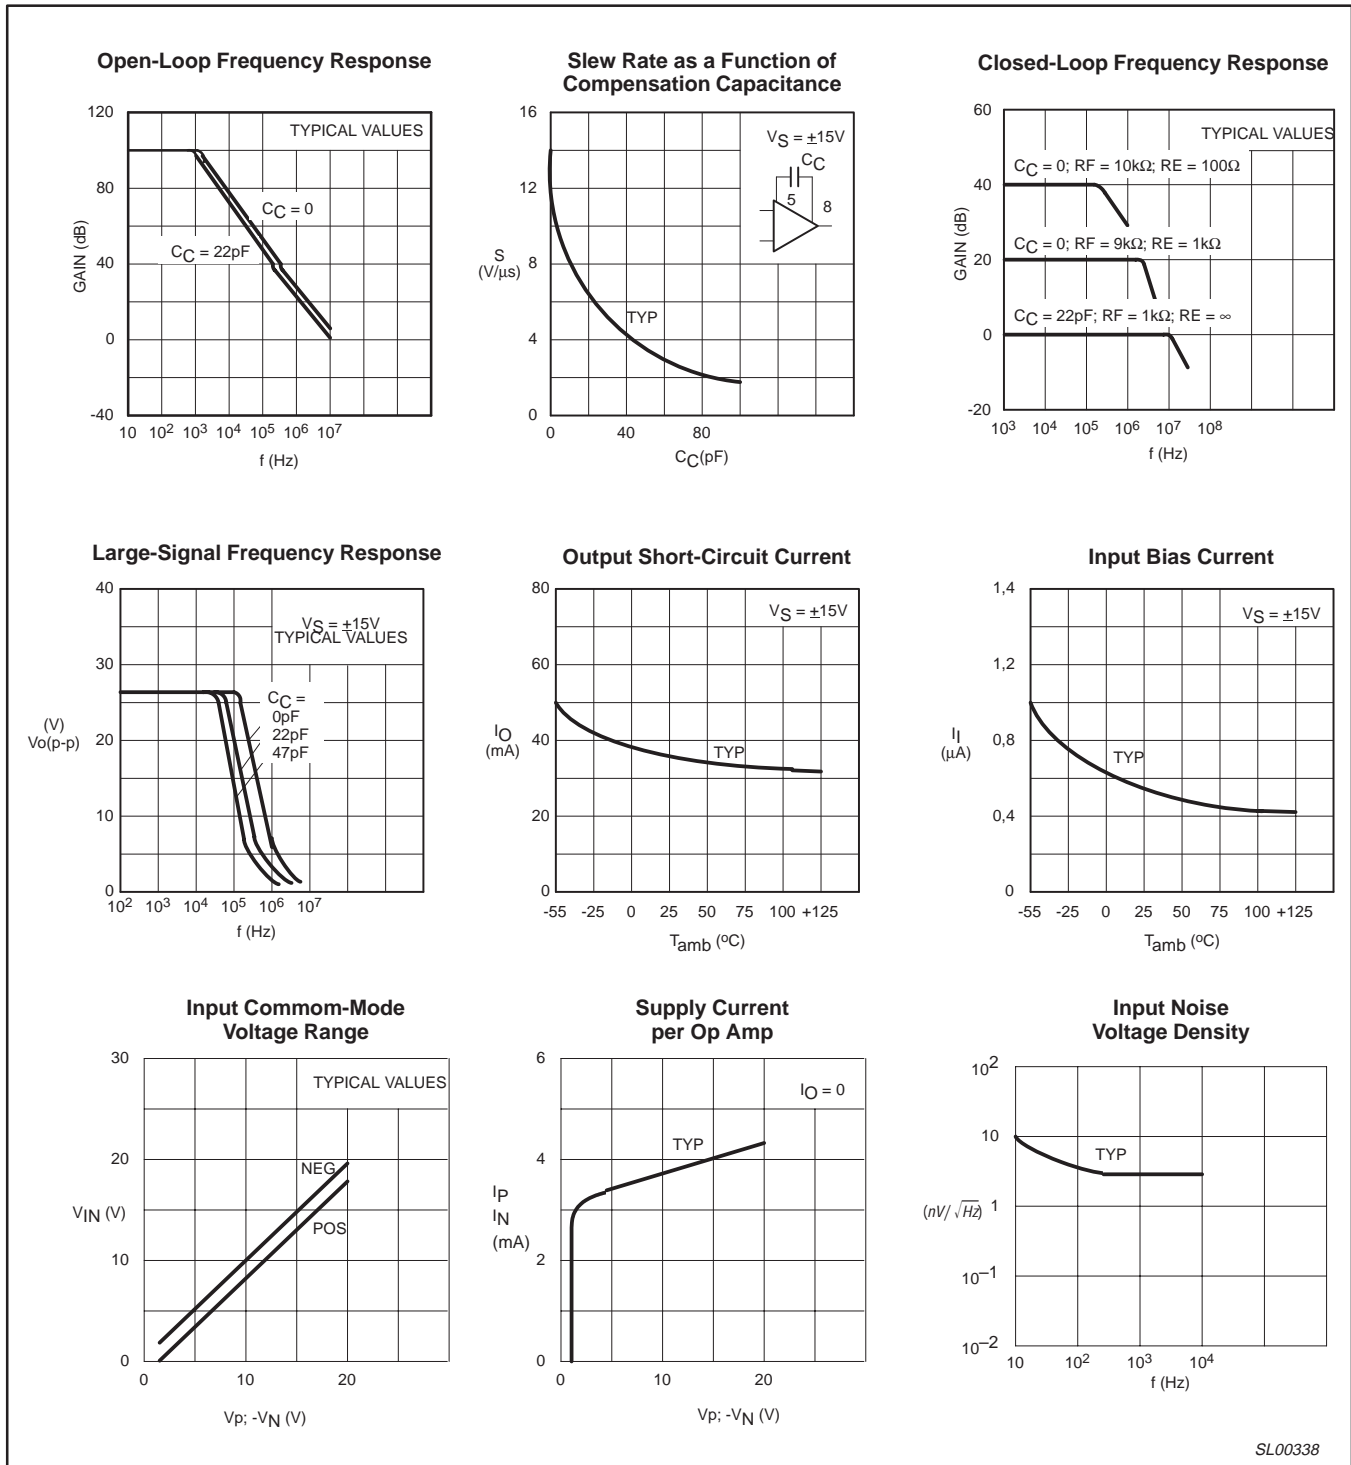 Open-Loop Frequency Response
120
80
40
0
-40
GAIN (dB)
TYPICAL VALUES
CC = 0
CC = 22pF
10 10² 10³ 10⁴ 10⁵ 10⁶ 10⁷
f (Hz)
Slew Rate as a Function of
Compensation Capacitance
16
12
8
4
0
S
(V/µs)
VS = ±15V
CC
5
8
TYP
0 40 80
CC(pF)
Closed-Loop Frequency Response
60
40
20
0
-20
GAIN (dB)
TYPICAL VALUES
CC = 0; RF = 10kΩ; RE = 100Ω
CC = 0; RF = 9kΩ; RE = 1kΩ
CC = 22pF; RF = 1kΩ; RE = ∞
10³ 10⁴ 10⁵ 10⁶ 10⁷ 10⁸
f (Hz)
Large-Signal Frequency Response
40
30
20
10
0
(V)
Vo(p-p)
VS = ±15V
TYPICAL VALUES
CC =
0pF
22pF
47pF
10² 10³ 10⁴ 10⁵ 10⁶ 10⁷
f (Hz)
Output Short-Circuit Current
80
60
40
20
0
IO
(mA)
VS = ±15V
TYP
-55 -25 0 25 50 75 100 +125
Tamb (oC)
Input Bias Current
1,4
1,2
0,8
0,4
0
II
(µA)
VS = ±15V
TYP
-55 -25 0 25 50 75 100 +125
Tamb (oC)
Input Commom-Mode
Voltage Range
30
20
10
0
VIN (V)
TYPICAL VALUES
NEG
POS
0 10 20
Vp; -VN (V)
Supply Current
per Op Amp
6
4
2
0
IP
IN
(mA)
IO = 0
TYP
0 10 20
Vp; -VN (V)
Input Noise
Voltage Density
10²
10
1
10⁻¹
10⁻²
(nV/√Hz)
TYP
10 10² 10³ 10⁴
f (Hz)
SL00338